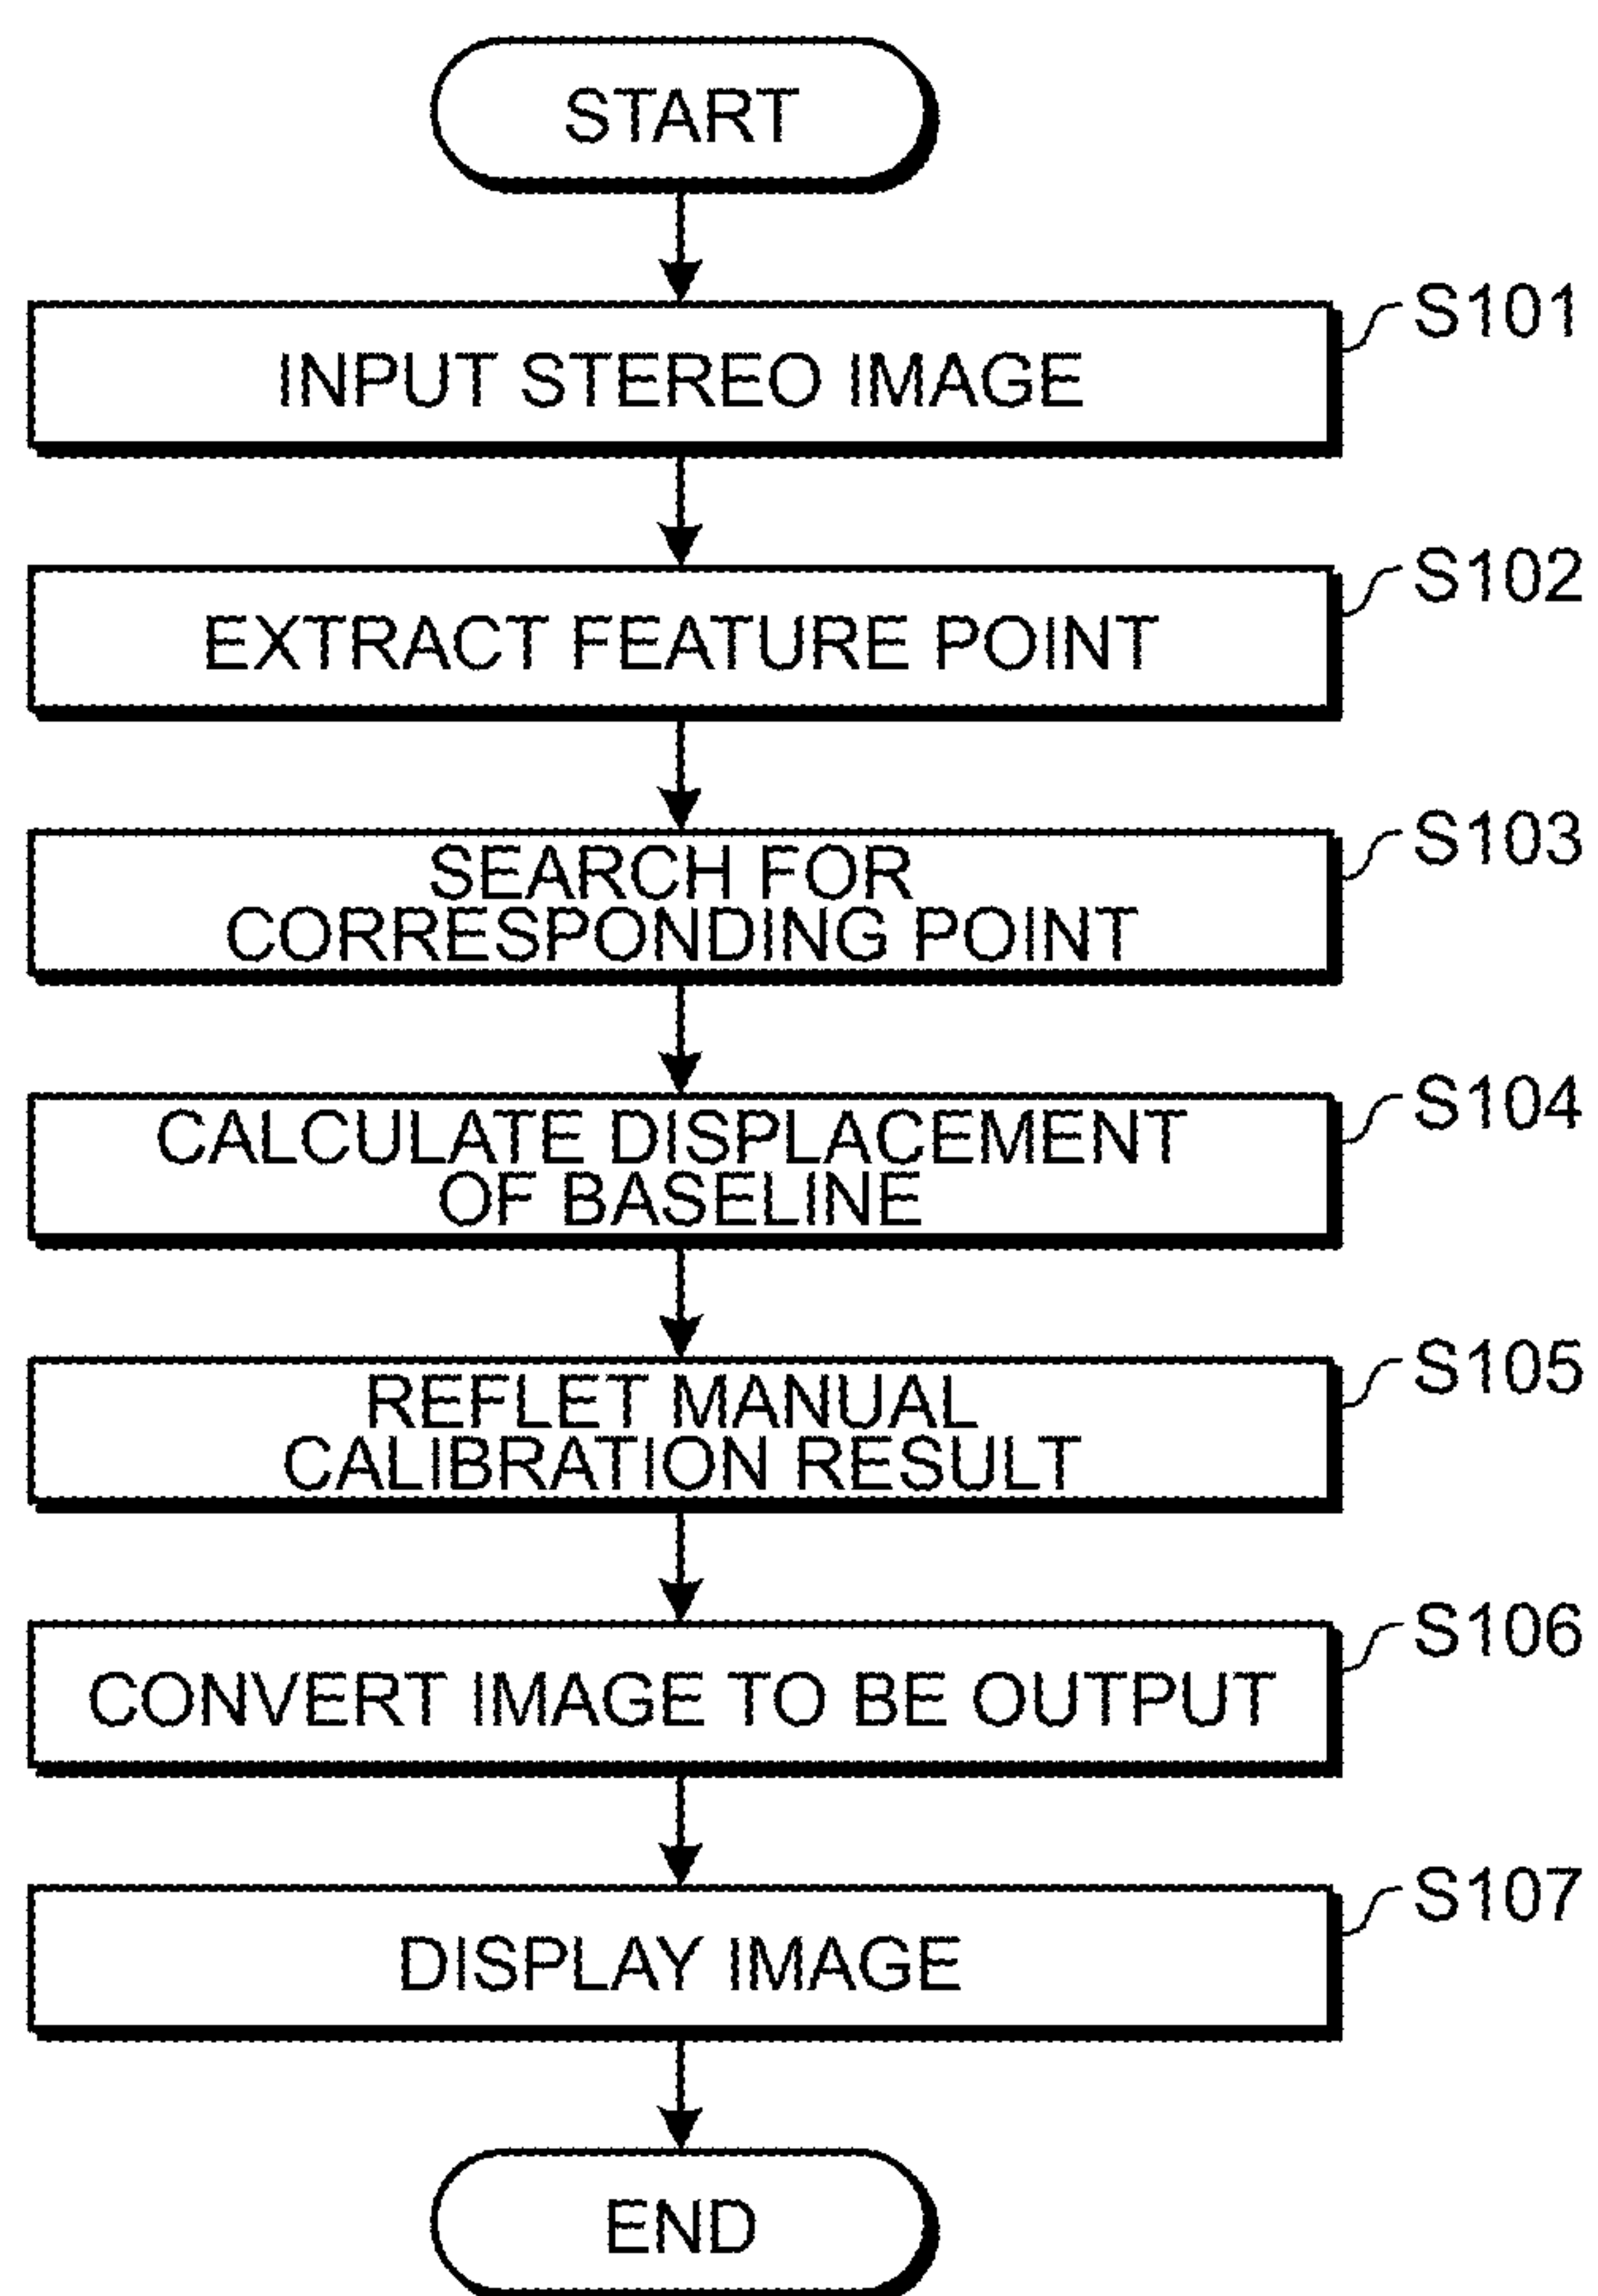 START
S101
INPUT STEREO IMAGE
S102
EXTRACT FEATURE POINT
S103
SEARCH FOR
CORRESPONDING POINT
S104
CALCULATE DISPLACEMENT
OF BASELINE
S105
REFLET MANUAL
CALIBRATION RESULT
S106
CONVERT IMAGE TO BE OUTPUT
S107
DISPLAY IMAGE
END